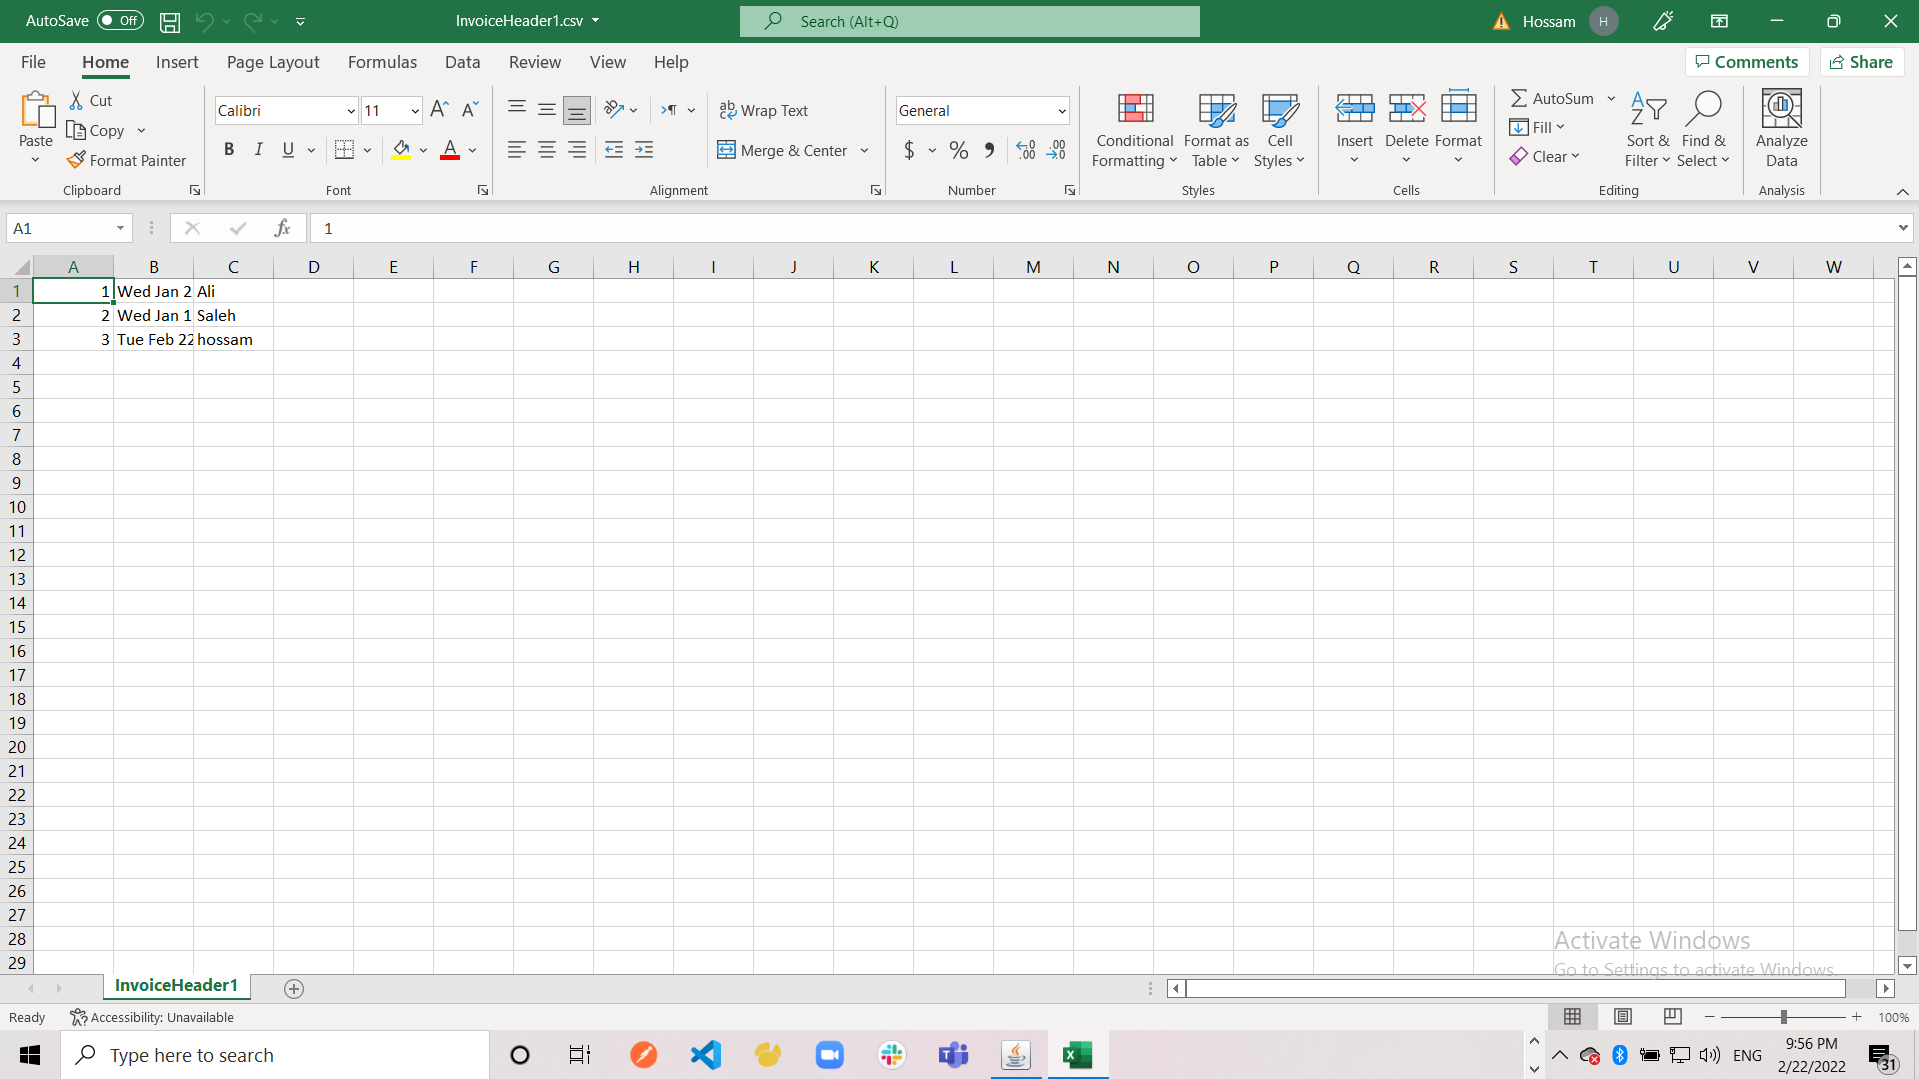 AutoSave Off InvoiceHeader1.csv Search (Alt+Q) Hossam H
File Home Insert Page Layout Formulas Data Review View Help Comments Share
Paste Cut Copy Format Painter Clipboard
Calibri 11 B I U A Font
Wrap Text Merge & Center Alignment
General $ % Number
Conditional Formatting Format as Table Cell Styles Styles
Insert Delete Format Cells
AutoSum Fill Clear Sort & Filter Find & Select Editing
Analyze Data Analysis
A1 fx 1
A B C D E F G H I J K L M N O P Q R S T U V W
1 1 Wed Jan 2 Ali
2 2 Wed Jan 1 Saleh
3 3 Tue Feb 22 hossam
4
5
6
7
8
9
10
11
12
13
14
15
16
17
18
19
20
21
22
23
24
25
26
27
28
29
Activate Windows
Go to Settings to activate Windows.
InvoiceHeader1
Ready Accessibility: Unavailable 100%
Type here to search ENG 9:56 PM
2/22/2022 31